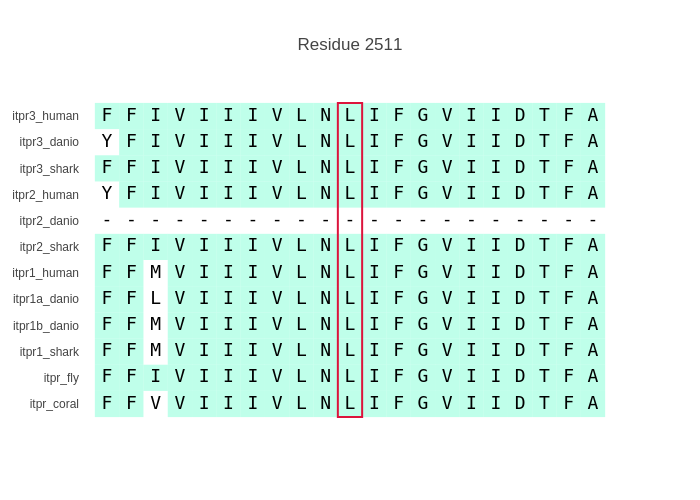 Residue 2511
itpr3_human F F I V I I I V L N L I F G V I I D T F A
itpr3_danio Y F I V I I I V L N L I F G V I I D T F A
itpr3_shark F F I V I I I V L N L I F G V I I D T F A
itpr2_human Y F I V I I I V L N L I F G V I I D T F A
itpr2_danio - - - - - - - - - - - - - - - - - - - - -
itpr2_shark F F I V I I I V L N L I F G V I I D T F A
itpr1_human F F M V I I I V L N L I F G V I I D T F A
itpr1a_danio F F L V I I I V L N L I F G V I I D T F A
itpr1b_danio F F M V I I I V L N L I F G V I I D T F A
itpr1_shark F F M V I I I V L N L I F G V I I D T F A
itpr_fly F F I V I I I V L N L I F G V I I D T F A
itpr_coral F F V V I I I V L N L I F G V I I D T F A